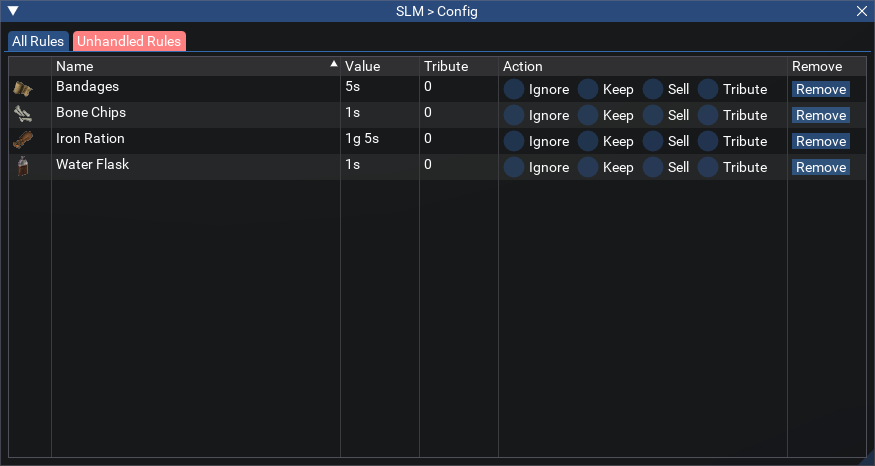 SLM > Config
All Rules Unhandled Rules
Name Value Tribute Action Remove
Bandages 5s 0 Ignore Keep Sell Tribute Remove
Bone Chips 1s 0 Ignore Keep Sell Tribute Remove
Iron Ration 1g 5s 0 Ignore Keep Sell Tribute Remove
Water Flask 1s 0 Ignore Keep Sell Tribute Remove